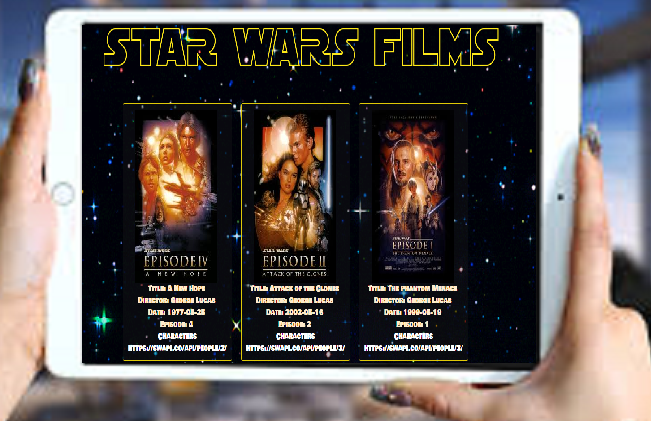 STAR WARS FILMS
STAR WARS
EPISODE IV
A NEW HOPE
Title: A New Hope
Director: George Lucas
Date: 1977-05-25
Episode: 4
Characters
https://swapi.co/api/people/2/
STAR WARS
EPISODE II
ATTACK OF THE CLONES
Title: Attack of the Clones
Director: George Lucas
Date: 2002-05-16
Episode: 2
Characters
https://swapi.co/api/people/2/
STAR WARS
EPISODE I
THE PHANTOM MENACE
Title: The Phantom Menace
Director: George Lucas
Date: 1999-05-19
Episode: 1
Characters
https://swapi.co/api/people/2/